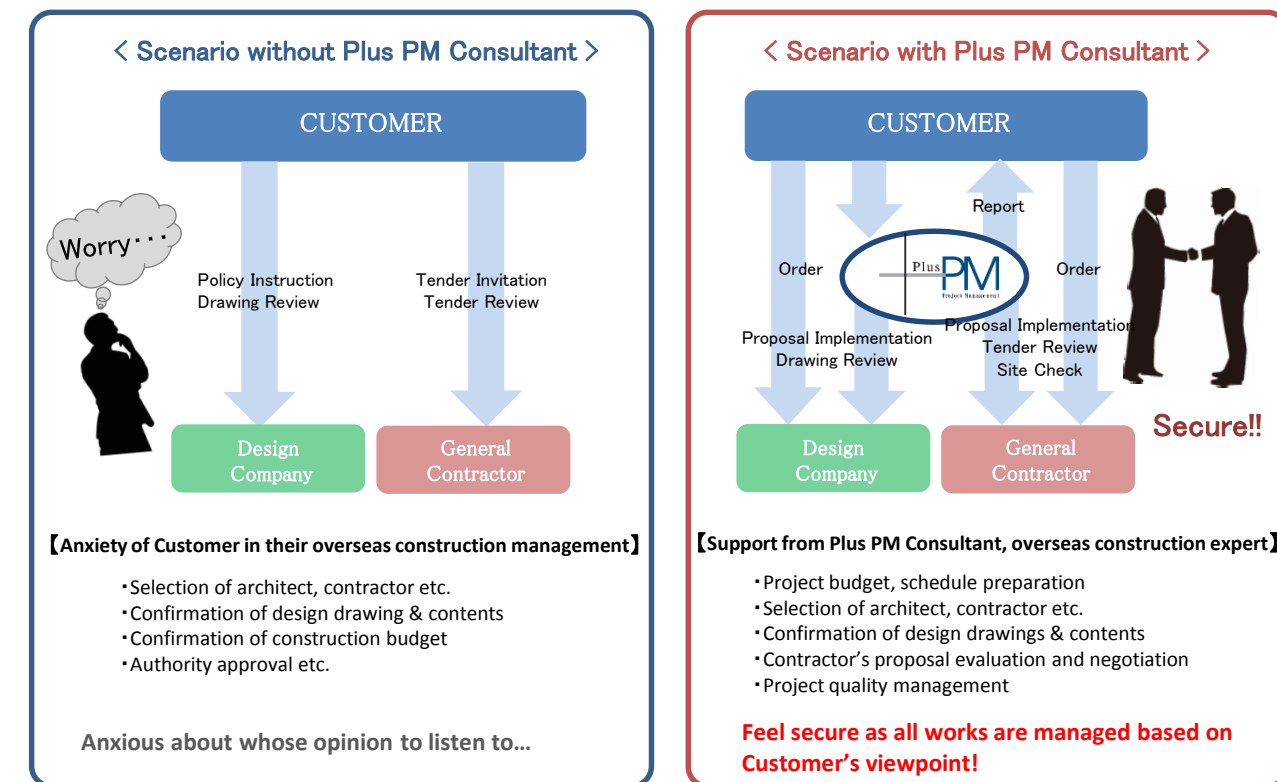 < Scenario without Plus PM Consultant >
CUSTOMER
Worry・・・
Policy Instruction
Drawing Review
Tender Invitation
Tender Review
Design
Company
General
Contractor
【Anxiety of Customer in their overseas construction management】
・Selection of architect, contractor etc.
・Confirmation of design drawing & contents
・Confirmation of construction budget
・Authority approval etc.
Anxious about whose opinion to listen to…
< Scenario with Plus PM Consultant >
CUSTOMER
Report
Order
Plus PM
Project Management
Order
Proposal Implementation
Drawing Review
Proposal Implementation
Tender Review
Site Check
Design
Company
General
Contractor
Secure!!
【Support from Plus PM Consultant, overseas construction expert】
・Project budget, schedule preparation
・Selection of architect, contractor etc.
・Confirmation of design drawings & contents
・Contractor’s proposal evaluation and negotiation
・Project quality management
Feel secure as all works are managed based on
Customer’s viewpoint!